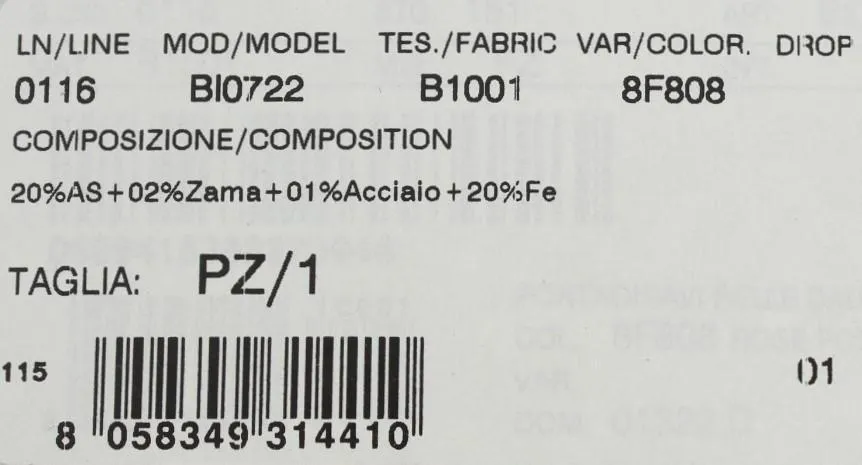 LN/LINE MOD/MODEL TES./FABRIC VAR/COLOR. DROP
0116 BI0722 B1001 8F808
COMPOSIZIONE/COMPOSITION
20%AS+02%Zama+01%Acciaio+20%Fe
TAGLIA: PZ/1
115 01
8 058349 314410